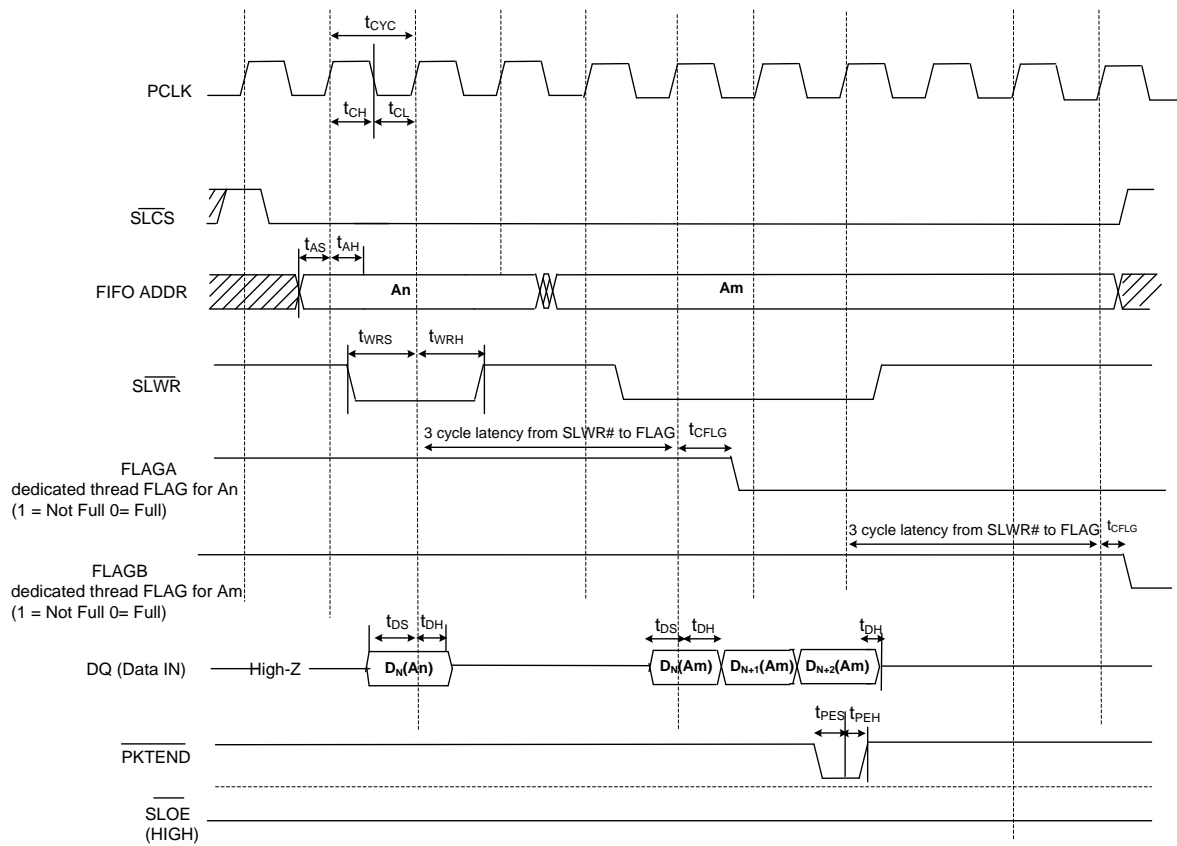 tCYC
PCLK
tCH tCL
SLCS
tAS tAH
FIFO ADDR An Am
tWRS tWRH
SLWR
3 cycle latency from SLWR# to FLAG tCFLG
FLAGA
dedicated thread FLAG for An
(1 = Not Full 0= Full)
3 cycle latency from SLWR# to FLAG tCFLG
FLAGB
dedicated thread FLAG for Am
(1 = Not Full 0= Full)
tDS tDH tDS tDH tDH
DQ (Data IN) High-Z DN(An) DN(Am) DN+1(Am) DN+2(Am)
tPES tPEH
PKTEND
SLOE
(HIGH)